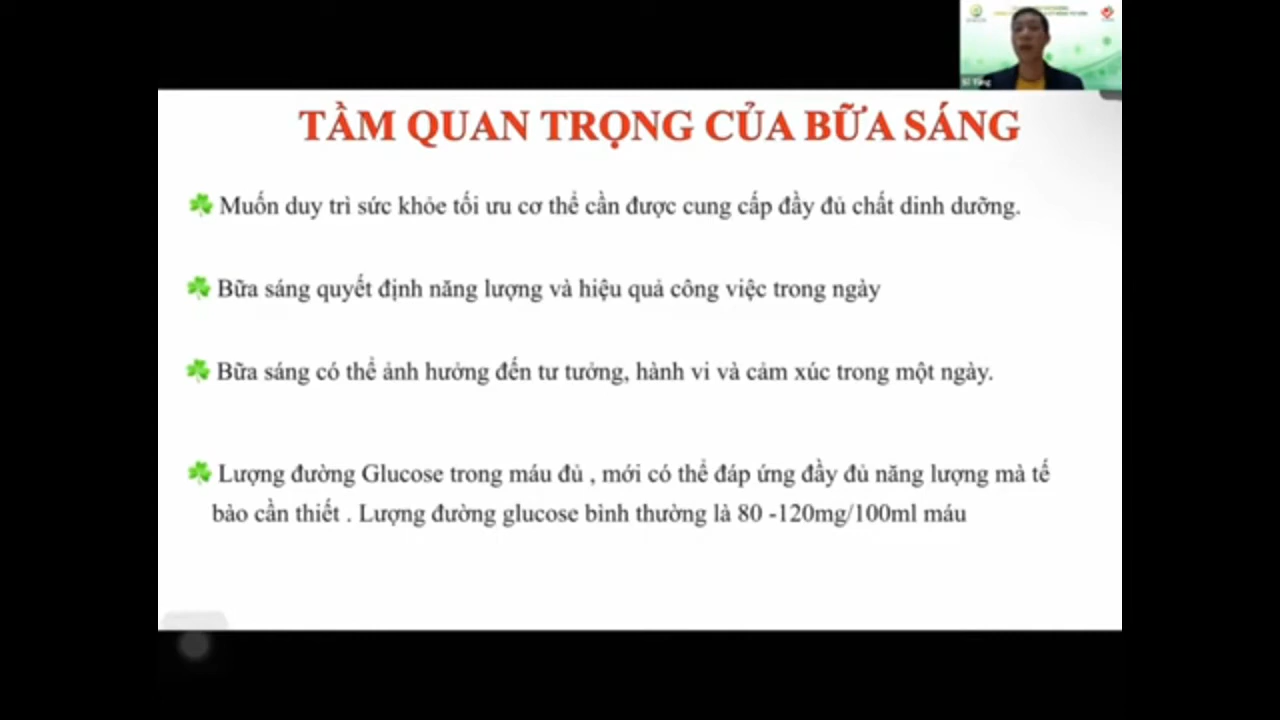 TẦM QUAN TRỌNG CỦA BỮA SÁNG
Muốn duy trì sức khỏe tối ưu cơ thể cần được cung cấp đầy đủ chất dinh dưỡng.
Bữa sáng quyết định năng lượng và hiệu quả công việc trong ngày
Bữa sáng có thể ảnh hưởng đến tư tưởng, hành vi và cảm xúc trong một ngày.
Lượng đường Glucose trong máu đủ , mới có thể đáp ứng đầy đủ năng lượng mà tế
bào cần thiết . Lượng đường glucose bình thường là 80 -120mg/100ml máu